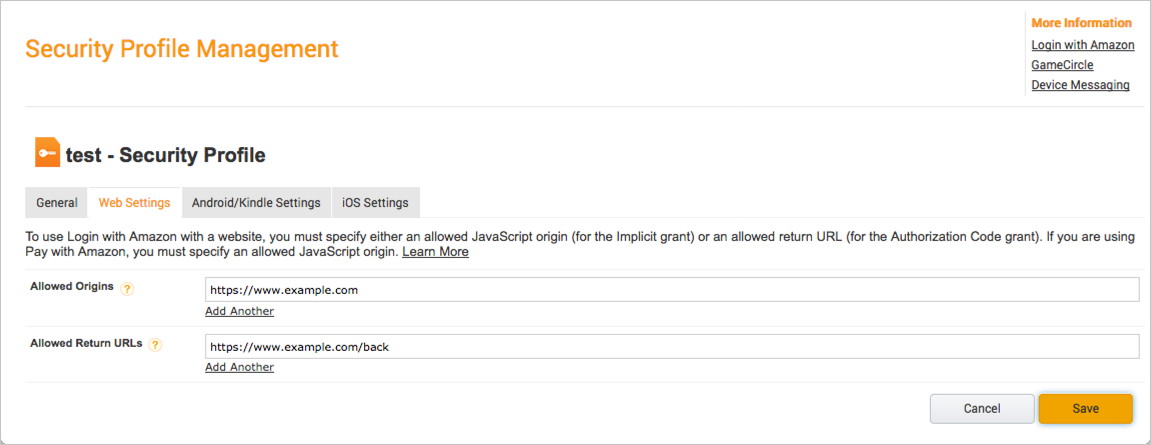 More Information
Security Profile Management
Login with Amazon
GameCircle
Device Messaging
test - Security Profile
General
Web Settings
Android/Kindle Settings
iOS Settings
To use Login with Amazon with a website, you must specify either an allowed JavaScript origin (for the Implicit grant) or an allowed return URL (for the Authorization Code grant). If you are using
Pay with Amazon, you must specify an allowed JavaScript origin. Learn More
Allowed Origins ?
https://www.example.com
Add Another
Allowed Return URLs ?
https://www.example.com/back
Add Another
Cancel
Save